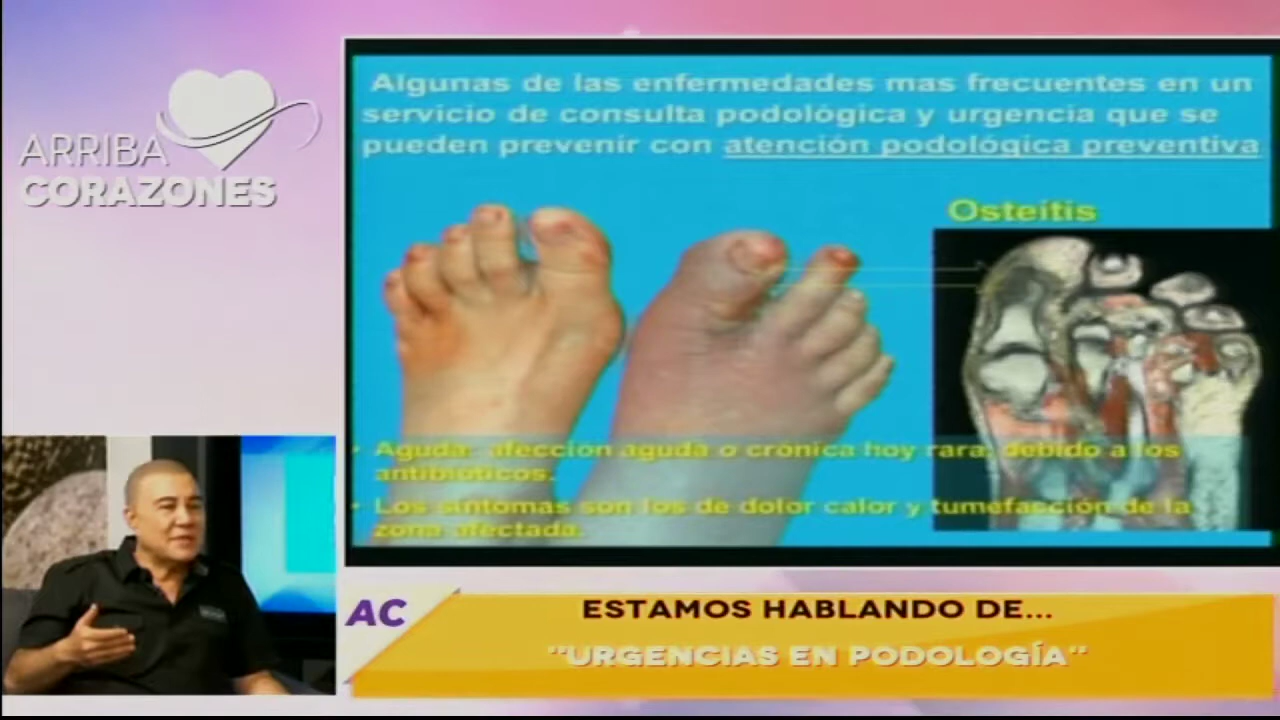 ARRIBA
CORAZONES
Algunas de las enfermedades mas frecuentes en un
servicio de consulta podológica y urgencia que se
pueden prevenir con atención podológica preventiva
Osteítis
• Aguda: afección aguda o crónica hoy rara, debido a los
antibióticos.
• Los síntomas son los de dolor calor y tumefacción de la
zona afectada.
AC
ESTAMOS HABLANDO DE...
"URGENCIAS EN PODOLOGÍA"